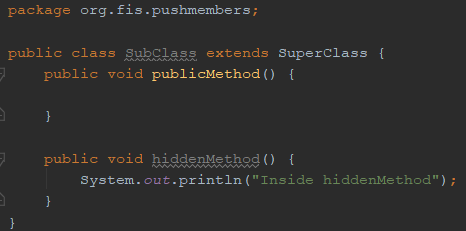 package org.fis.pushmembers;
public class SubClass extends SuperClass {
public void publicMethod() {
}
public void hiddenMethod() {
System.out.println("Inside hiddenMethod");
}
}